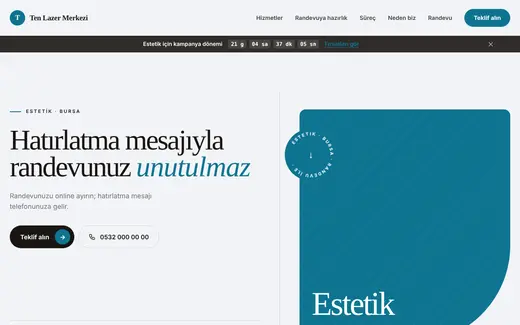 T Ten Lazer Merkezi
Hizmetler Randevuya hazırlık Süreç Neden biz Randevu Teklif alın
Estetik için kampanya dönemi 21 g 04 sa 37 dk 05 sn Fırsatları gör
ESTETİK · BURSA
Hatırlatma mesajıyla
randevunuz unutulmaz
Randevunuzu online ayırın; hatırlatma mesajı
telefonunuza gelir.
Teklif alın → 0532 000 00 00
ESTETİK · BURSA · RANDEVU İLE ·
↓
Estetik